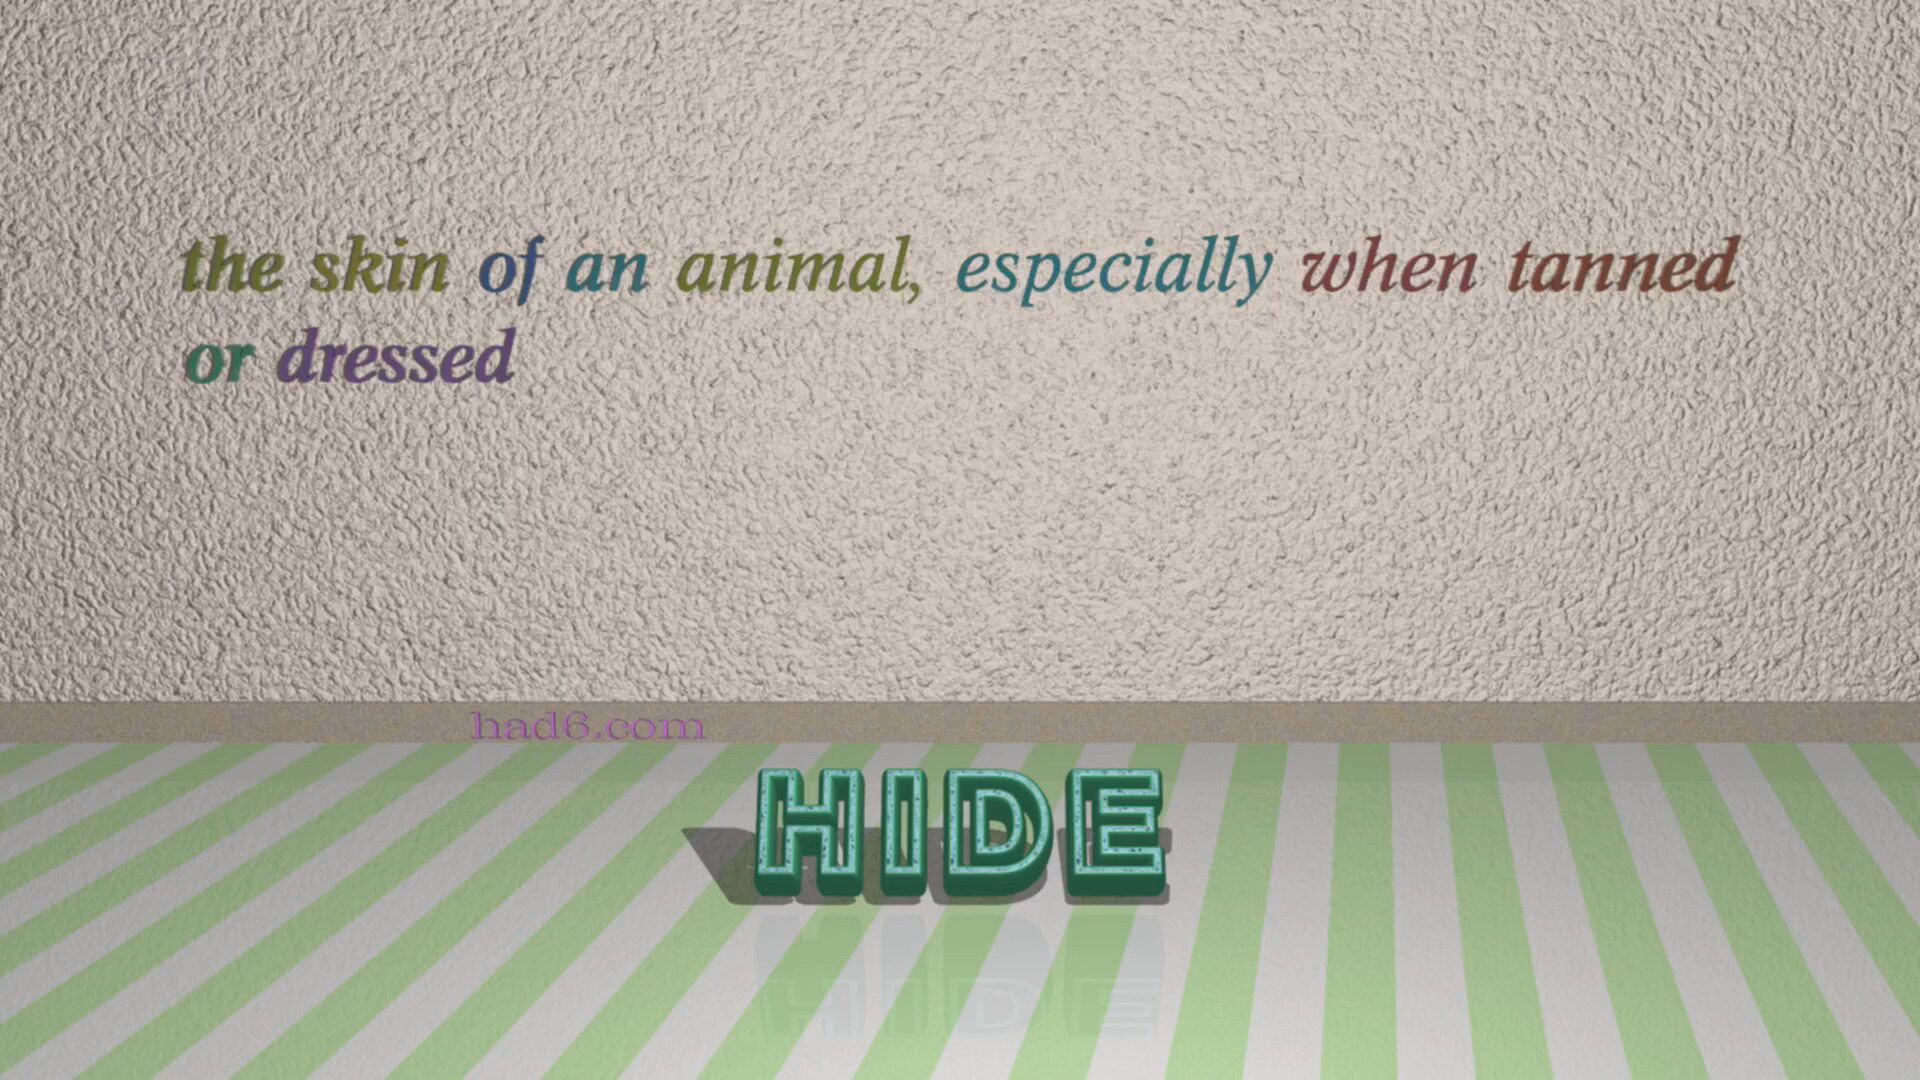 the skin of an animal, especially when tanned
or dressed
had6.com
HIDE